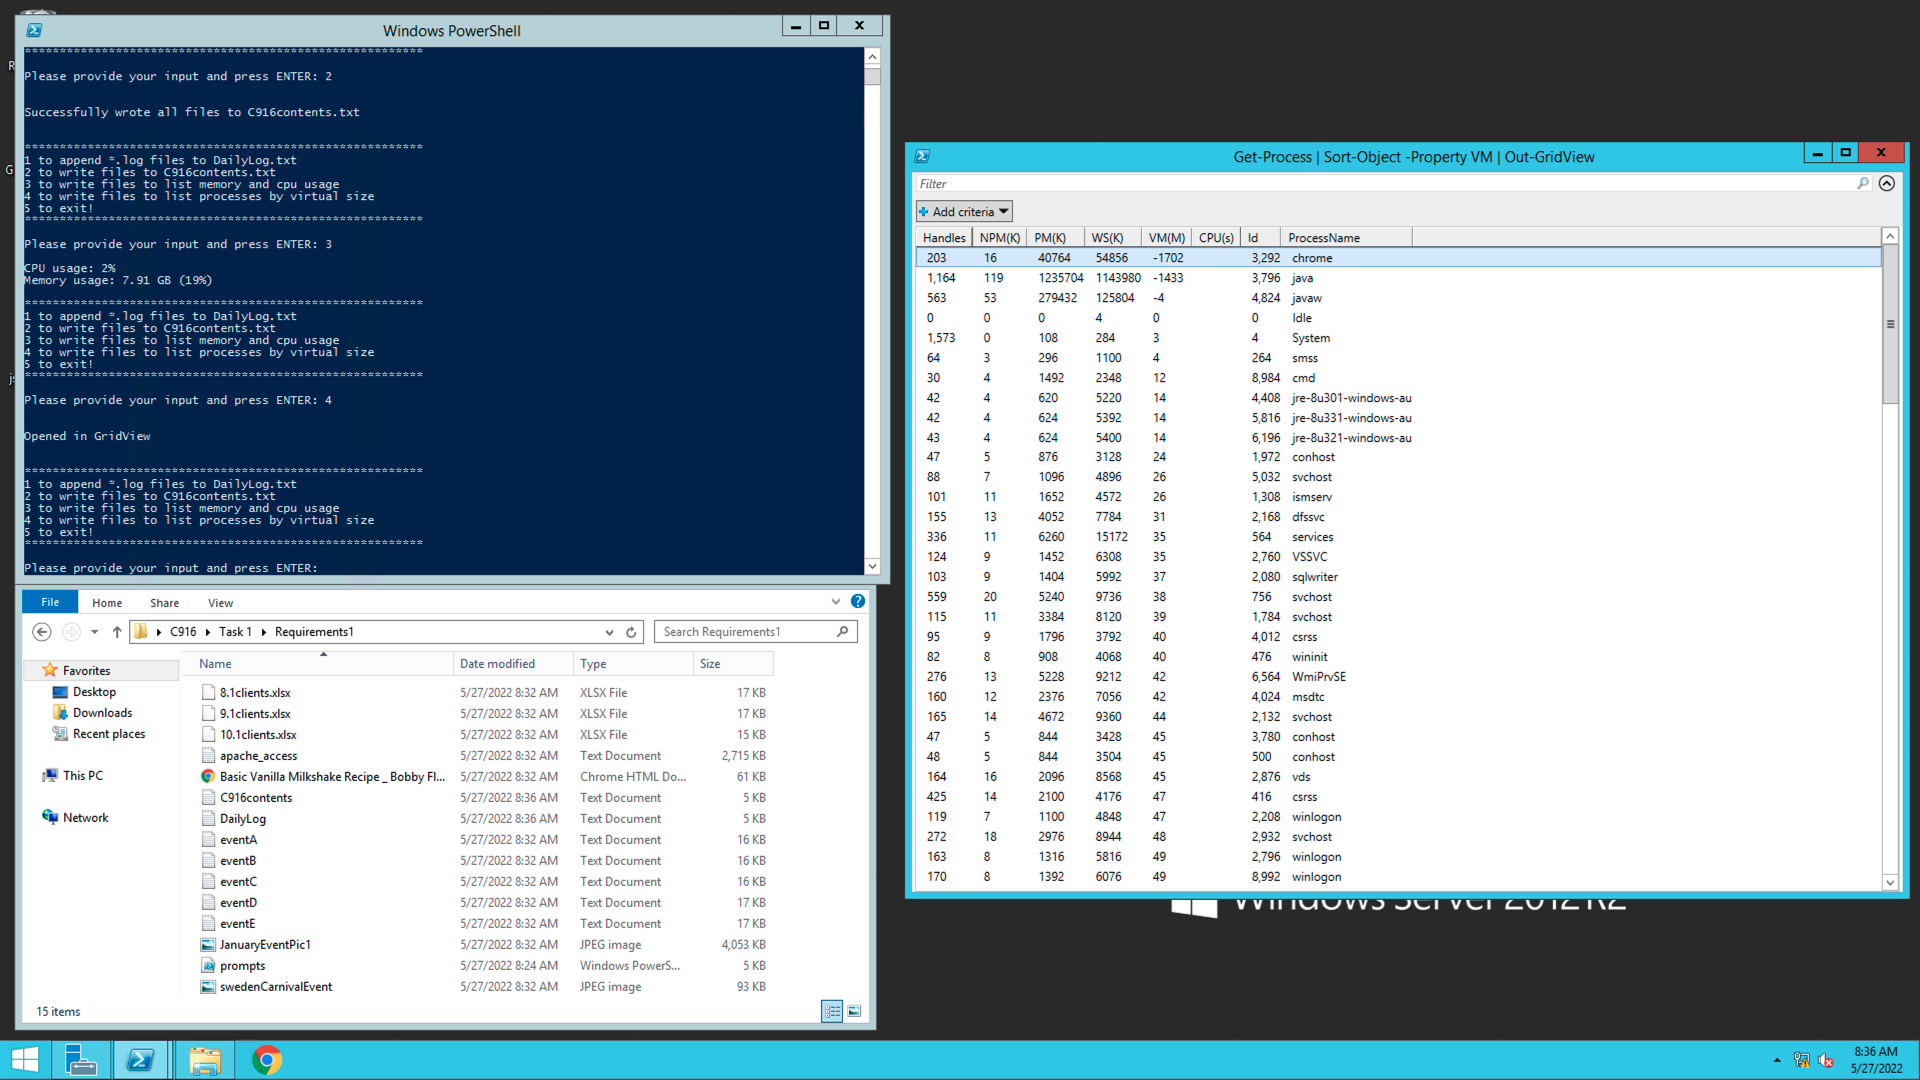 Windows PowerShell
*********************************************************
Please provide your input and press ENTER: 2
Successfully wrote all files to C916contents.txt
*********************************************************
1 to append *.log files to DailyLog.txt
2 to write files to C916contents.txt
3 to write files to list memory and cpu usage
4 to write files to list processes by virtual size
5 to exit!
*********************************************************
Please provide your input and press ENTER: 3
CPU usage: 2%
Memory usage: 7.91 GB (19%)
*********************************************************
1 to append *.log files to DailyLog.txt
2 to write files to C916contents.txt
3 to write files to list memory and cpu usage
4 to write files to list processes by virtual size
5 to exit!
*********************************************************
Please provide your input and press ENTER: 4
Opened in GridView
*********************************************************
1 to append *.log files to DailyLog.txt
2 to write files to C916contents.txt
3 to write files to list memory and cpu usage
4 to write files to list processes by virtual size
5 to exit!
*********************************************************
Please provide your input and press ENTER:
File Home Share View
C916 Task 1 Requirements1 Search Requirements1
Favorites
Desktop
Downloads
Recent places
This PC
Network
Name Date modified Type Size
8.1clients.xlsx 5/27/2022 8:32 AM XLSX File 17 KB
9.1clients.xlsx 5/27/2022 8:32 AM XLSX File 17 KB
10.1clients.xlsx 5/27/2022 8:32 AM XLSX File 15 KB
apache_access 5/27/2022 8:32 AM Text Document 2,715 KB
Basic Vanilla Milkshake Recipe _ Bobby Fl... 5/27/2022 8:32 AM Chrome HTML Do... 61 KB
C916contents 5/27/2022 8:36 AM Text Document 5 KB
DailyLog 5/27/2022 8:36 AM Text Document 5 KB
eventA 5/27/2022 8:32 AM Text Document 16 KB
eventB 5/27/2022 8:32 AM Text Document 16 KB
eventC 5/27/2022 8:32 AM Text Document 16 KB
eventD 5/27/2022 8:32 AM Text Document 17 KB
eventE 5/27/2022 8:32 AM Text Document 17 KB
JanuaryEventPic1 5/27/2022 8:32 AM JPEG image 4,053 KB
prompts 5/27/2022 8:24 AM Windows PowerS... 5 KB
swedenCarnivalEvent 5/27/2022 8:32 AM JPEG image 93 KB
15 items
Get-Process | Sort-Object -Property VM | Out-GridView
Filter
Add criteria
Handles NPM(K) PM(K) WS(K) VM(M) CPU(s) Id ProcessName
203 16 40764 54856 -1702 3,292 chrome
1,164 119 1235704 1143980 -1433 3,796 java
563 53 279432 125804 -4 4,824 javaw
0 0 0 4 0 0 Idle
1,573 0 108 284 3 4 System
64 3 296 1100 4 264 smss
30 4 1492 2348 12 8,984 cmd
42 4 620 5220 14 4,408 jre-8u301-windows-au
42 4 624 5392 14 5,816 jre-8u331-windows-au
43 4 624 5400 14 6,196 jre-8u321-windows-au
47 5 876 3128 24 1,972 conhost
88 7 1096 4896 26 5,032 svchost
101 11 1652 4572 26 1,308 ismserv
155 13 4052 7784 31 2,168 dfssvc
336 11 6260 15172 35 564 services
124 9 1452 6308 35 2,760 VSSVC
103 9 1404 5992 37 2,080 sqlwriter
559 20 5240 9736 38 756 svchost
115 11 3384 8120 39 1,784 svchost
95 9 1796 3792 40 4,012 csrss
82 8 908 4068 40 476 wininit
276 13 5228 9212 42 6,564 WmiPrvSE
160 12 2376 7056 42 4,024 msdtc
165 14 4672 9360 44 2,132 svchost
47 5 844 3428 45 3,780 conhost
48 5 844 3504 45 500 conhost
164 16 2096 8568 45 2,876 vds
425 14 2100 4176 47 416 csrss
119 7 1100 4848 47 2,208 winlogon
272 18 2976 8944 48 2,932 svchost
163 8 1316 5816 49 2,796 winlogon
170 8 1392 6076 49 8,992 winlogon
Windows Server 2012 R2
8:36 AM
5/27/2022